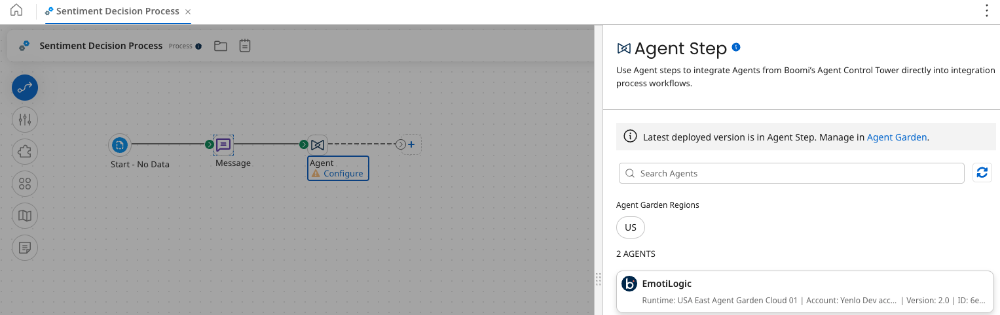 Sentiment Decision Process
Sentiment Decision Process Process
Start - No Data
Message
Agent
Configure
Agent Step
Use Agent steps to integrate Agents from Boomi's Agent Control Tower directly into integration
process workflows.
Latest deployed version is in Agent Step. Manage in Agent Garden.
Search Agents
Agent Garden Regions
US
2 AGENTS
b
EmotiLogic
Runtime: USA East Agent Garden Cloud 01 | Account: Yenlo Dev acc... | Version: 2.0 | ID: 6e...